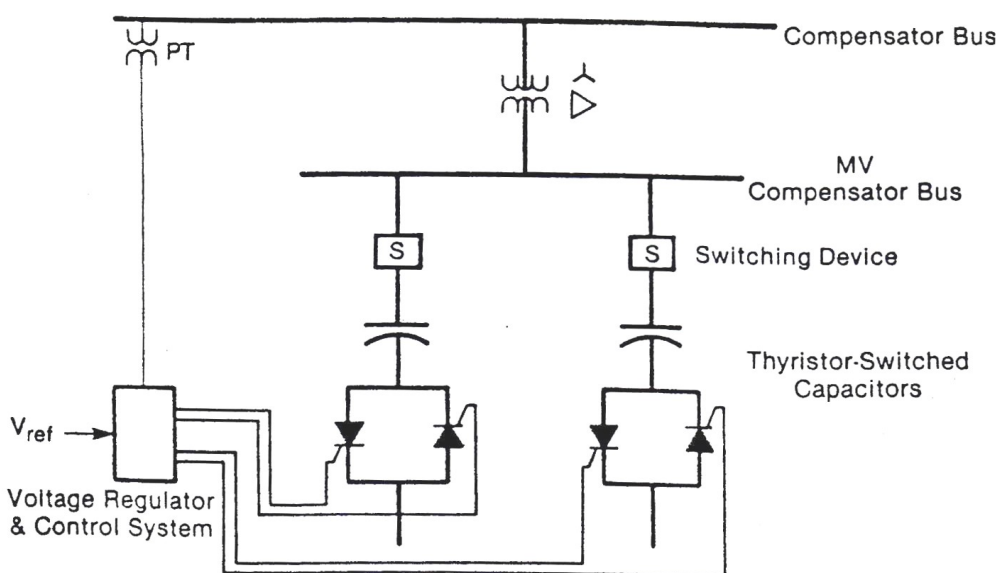 PT
Compensator Bus
MV
Compensator Bus
S
S
Switching Device
Thyristor-Switched
Capacitors
Vref
Voltage Regulator
& Control System